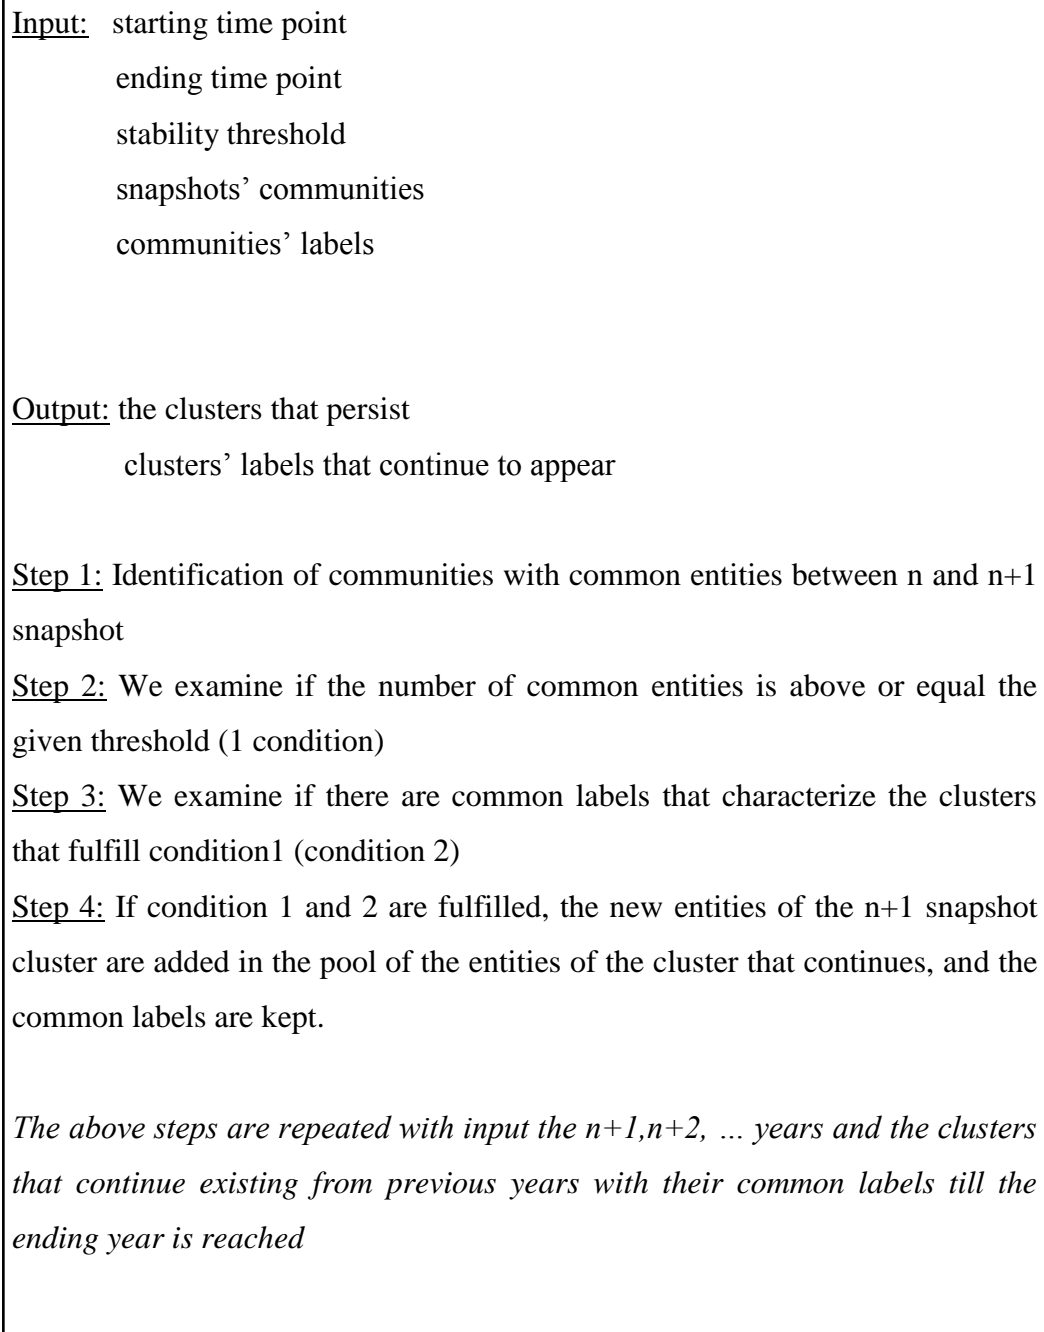 Input: starting time point
ending time point
stability threshold
snapshots’ communities
communities’ labels
Output: the clusters that persist
clusters’ labels that continue to appear
Step 1: Identification of communities with common entities between n and n+1
snapshot
Step 2: We examine if the number of common entities is above or equal the
given threshold (1 condition)
Step 3: We examine if there are common labels that characterize the clusters
that fulfill condition1 (condition 2)
Step 4: If condition 1 and 2 are fulfilled, the new entities of the n+1 snapshot
cluster are added in the pool of the entities of the cluster that continues, and the
common labels are kept.
The above steps are repeated with input the n+1,n+2, ... years and the clusters
that continue existing from previous years with their common labels till the
ending year is reached